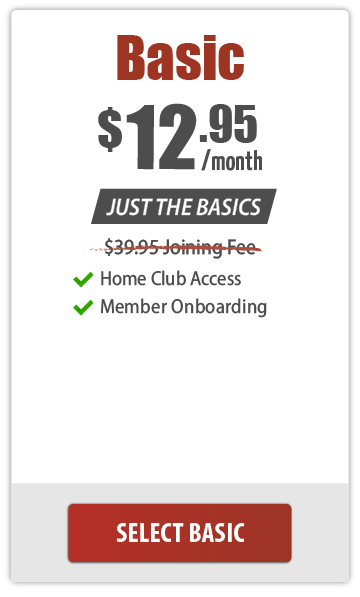 Basic
$12.95
/month
JUST THE BASICS
$39.95 Joining Fee
Home Club Access
Member Onboarding
SELECT BASIC